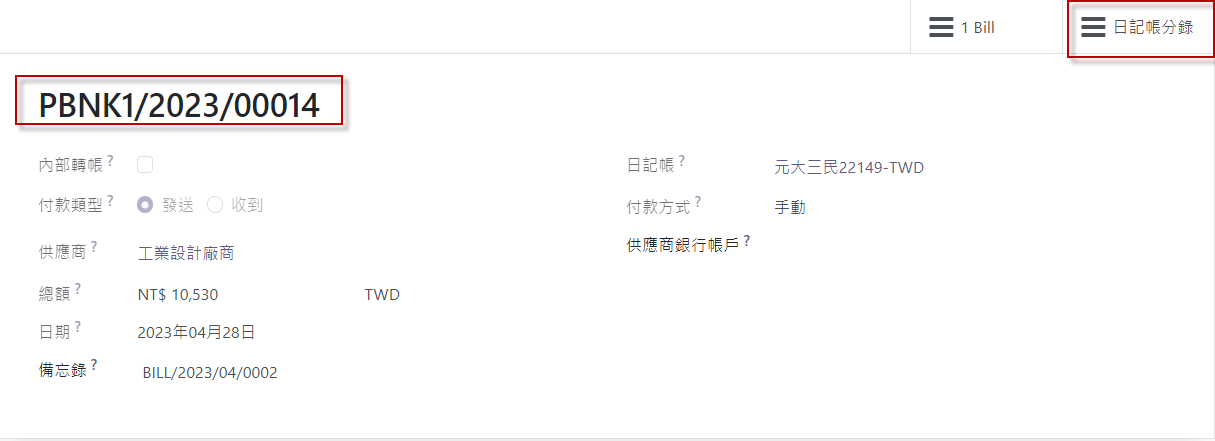 1 Bill
日記帳分錄
PBNK1/2023/00014
內部轉帳 ?
日記帳 ?
元大三民22149-TWD
付款類型 ?
發送
收到
付款方式 ?
手動
供應商 ?
工業設計廠商
供應商銀行帳戶 ?
總額 ?
NT$ 10,530
TWD
日期 ?
2023年04月28日
備忘錄 ?
BILL/2023/04/0002